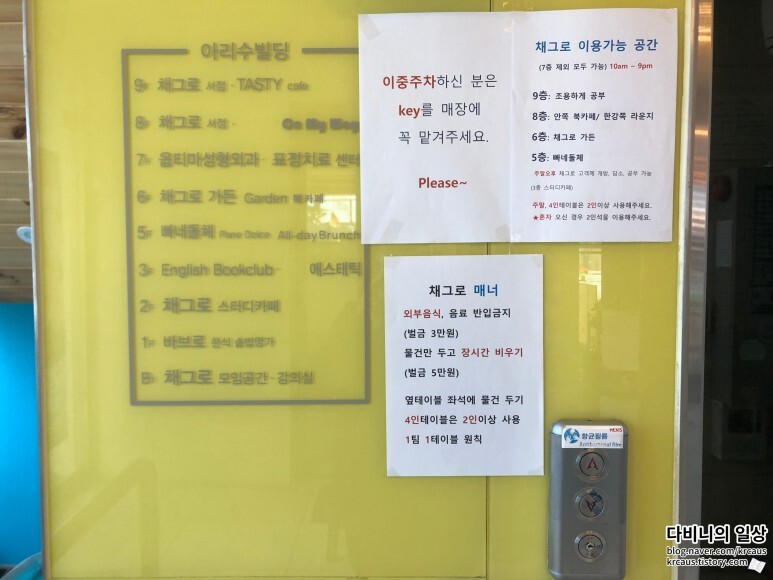 아리수빌딩
9F 채그로 서점 · TASTY cafe
8F 채그로 서점 · On My Way
7F 옵티마성형외과 · 표정치료 센터
6F 채그로 가든 Garden 북카페
5F 빠네돌체 Pane Dolce All-day Brunch
3F English Bookclub · 에스테틱
2F 채그로 스터디카페
1F 바브로 한식 솥밥명가
B1 채그로 모임공간 · 강의실
이중주차하신 분은
key를 매장에
꼭 맡겨주세요.
Please~
채그로 이용가능 공간
(7층 제외 모두 가능) 10am ~ 9pm
9층: 조용하게 공부
8층: 안쪽 북카페/ 한강쪽 라운지
6층: 채그로 가든
5층: 빠네돌체
주말오후 채그로 고객께 개방, 담소, 공부 가능
(3층 스터디카페)
주말, 4인테이블은 2인이상 사용해주세요.
★혼자 오신 경우 2인석을 이용해주세요.
채그로 매너
외부음식, 음료 반입금지
(벌금 3만원)
물건만 두고 장시간 비우기
(벌금 5만원)
옆테이블 좌석에 물건 두기
4인테이블은 2인이상 사용
1팀 1테이블 원칙
항균필름
Antibacterial film
다비니의 일상
blog.naver.com/kreaus
kreaus.tistory.com